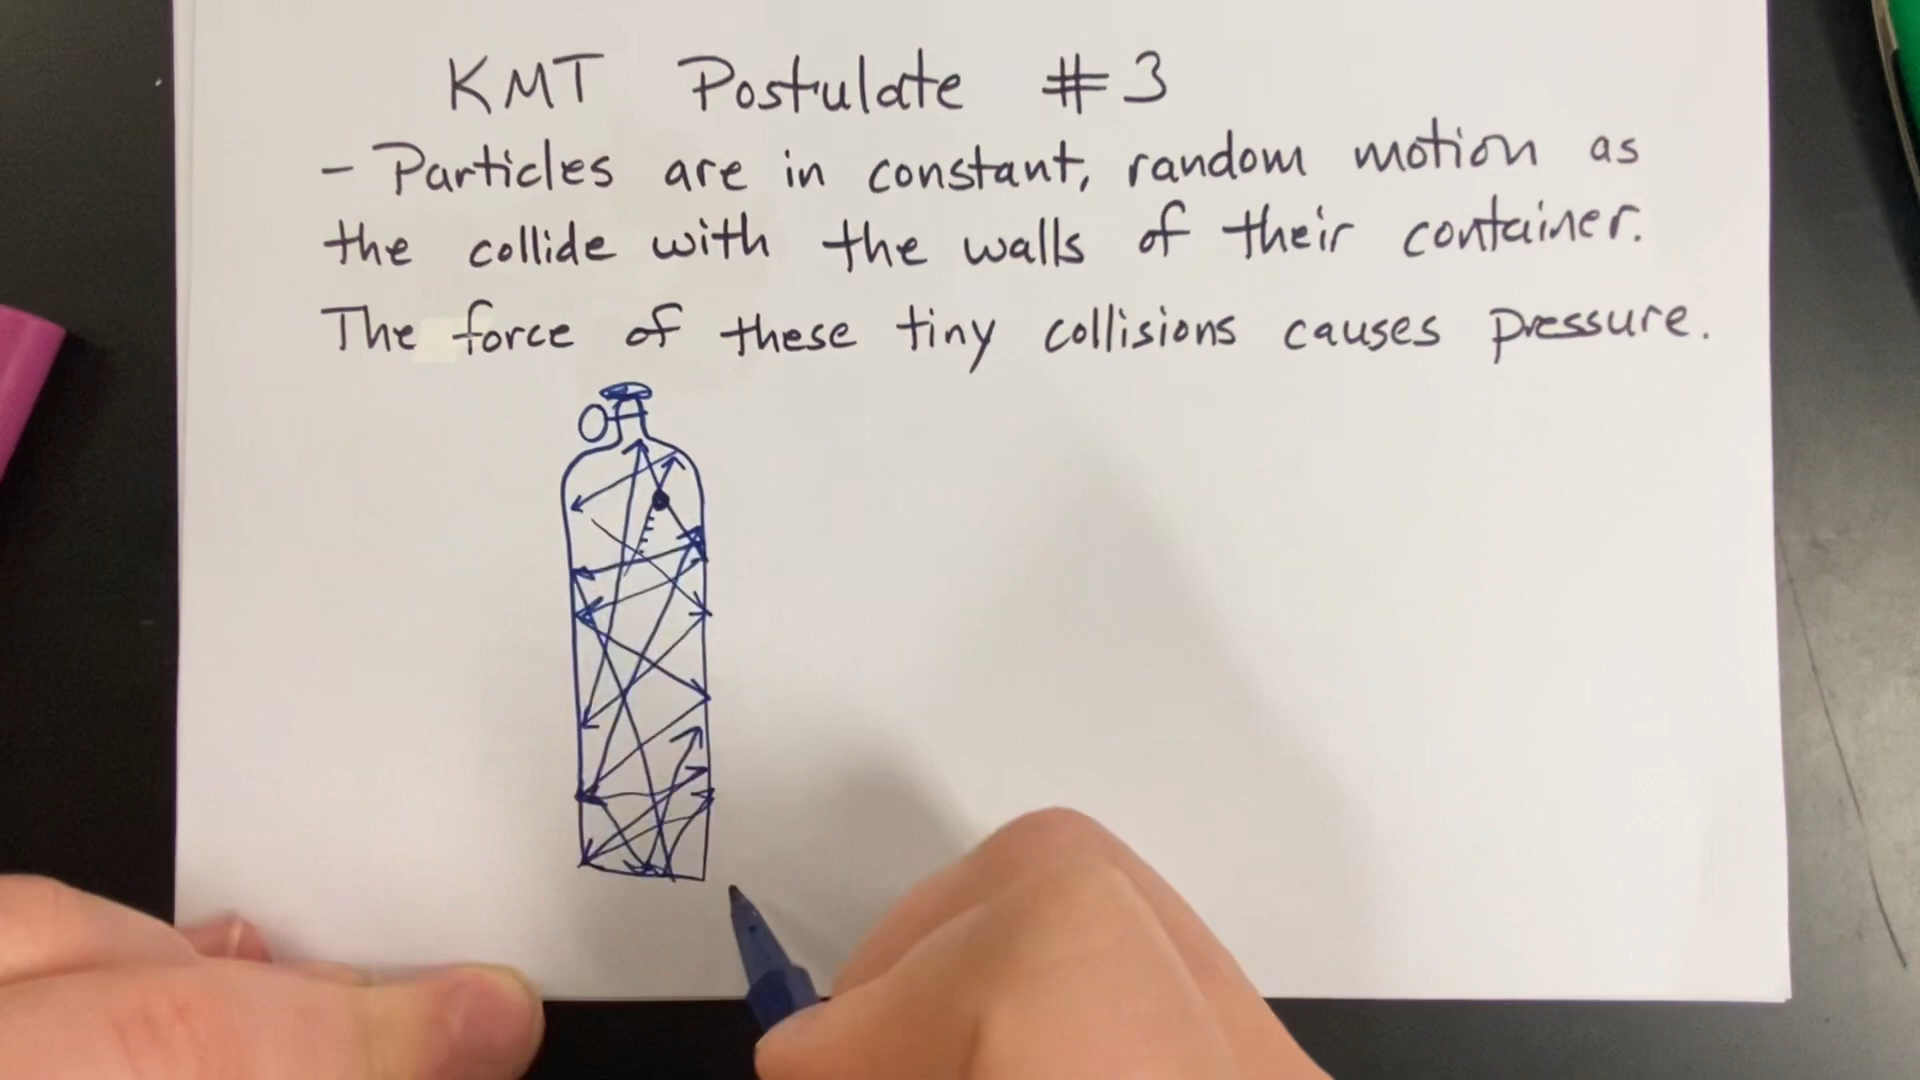 KMT Postulate #3
- Particles are in constant, random motion as
the collide with the walls of their container.
The force of these tiny collisions causes pressure.